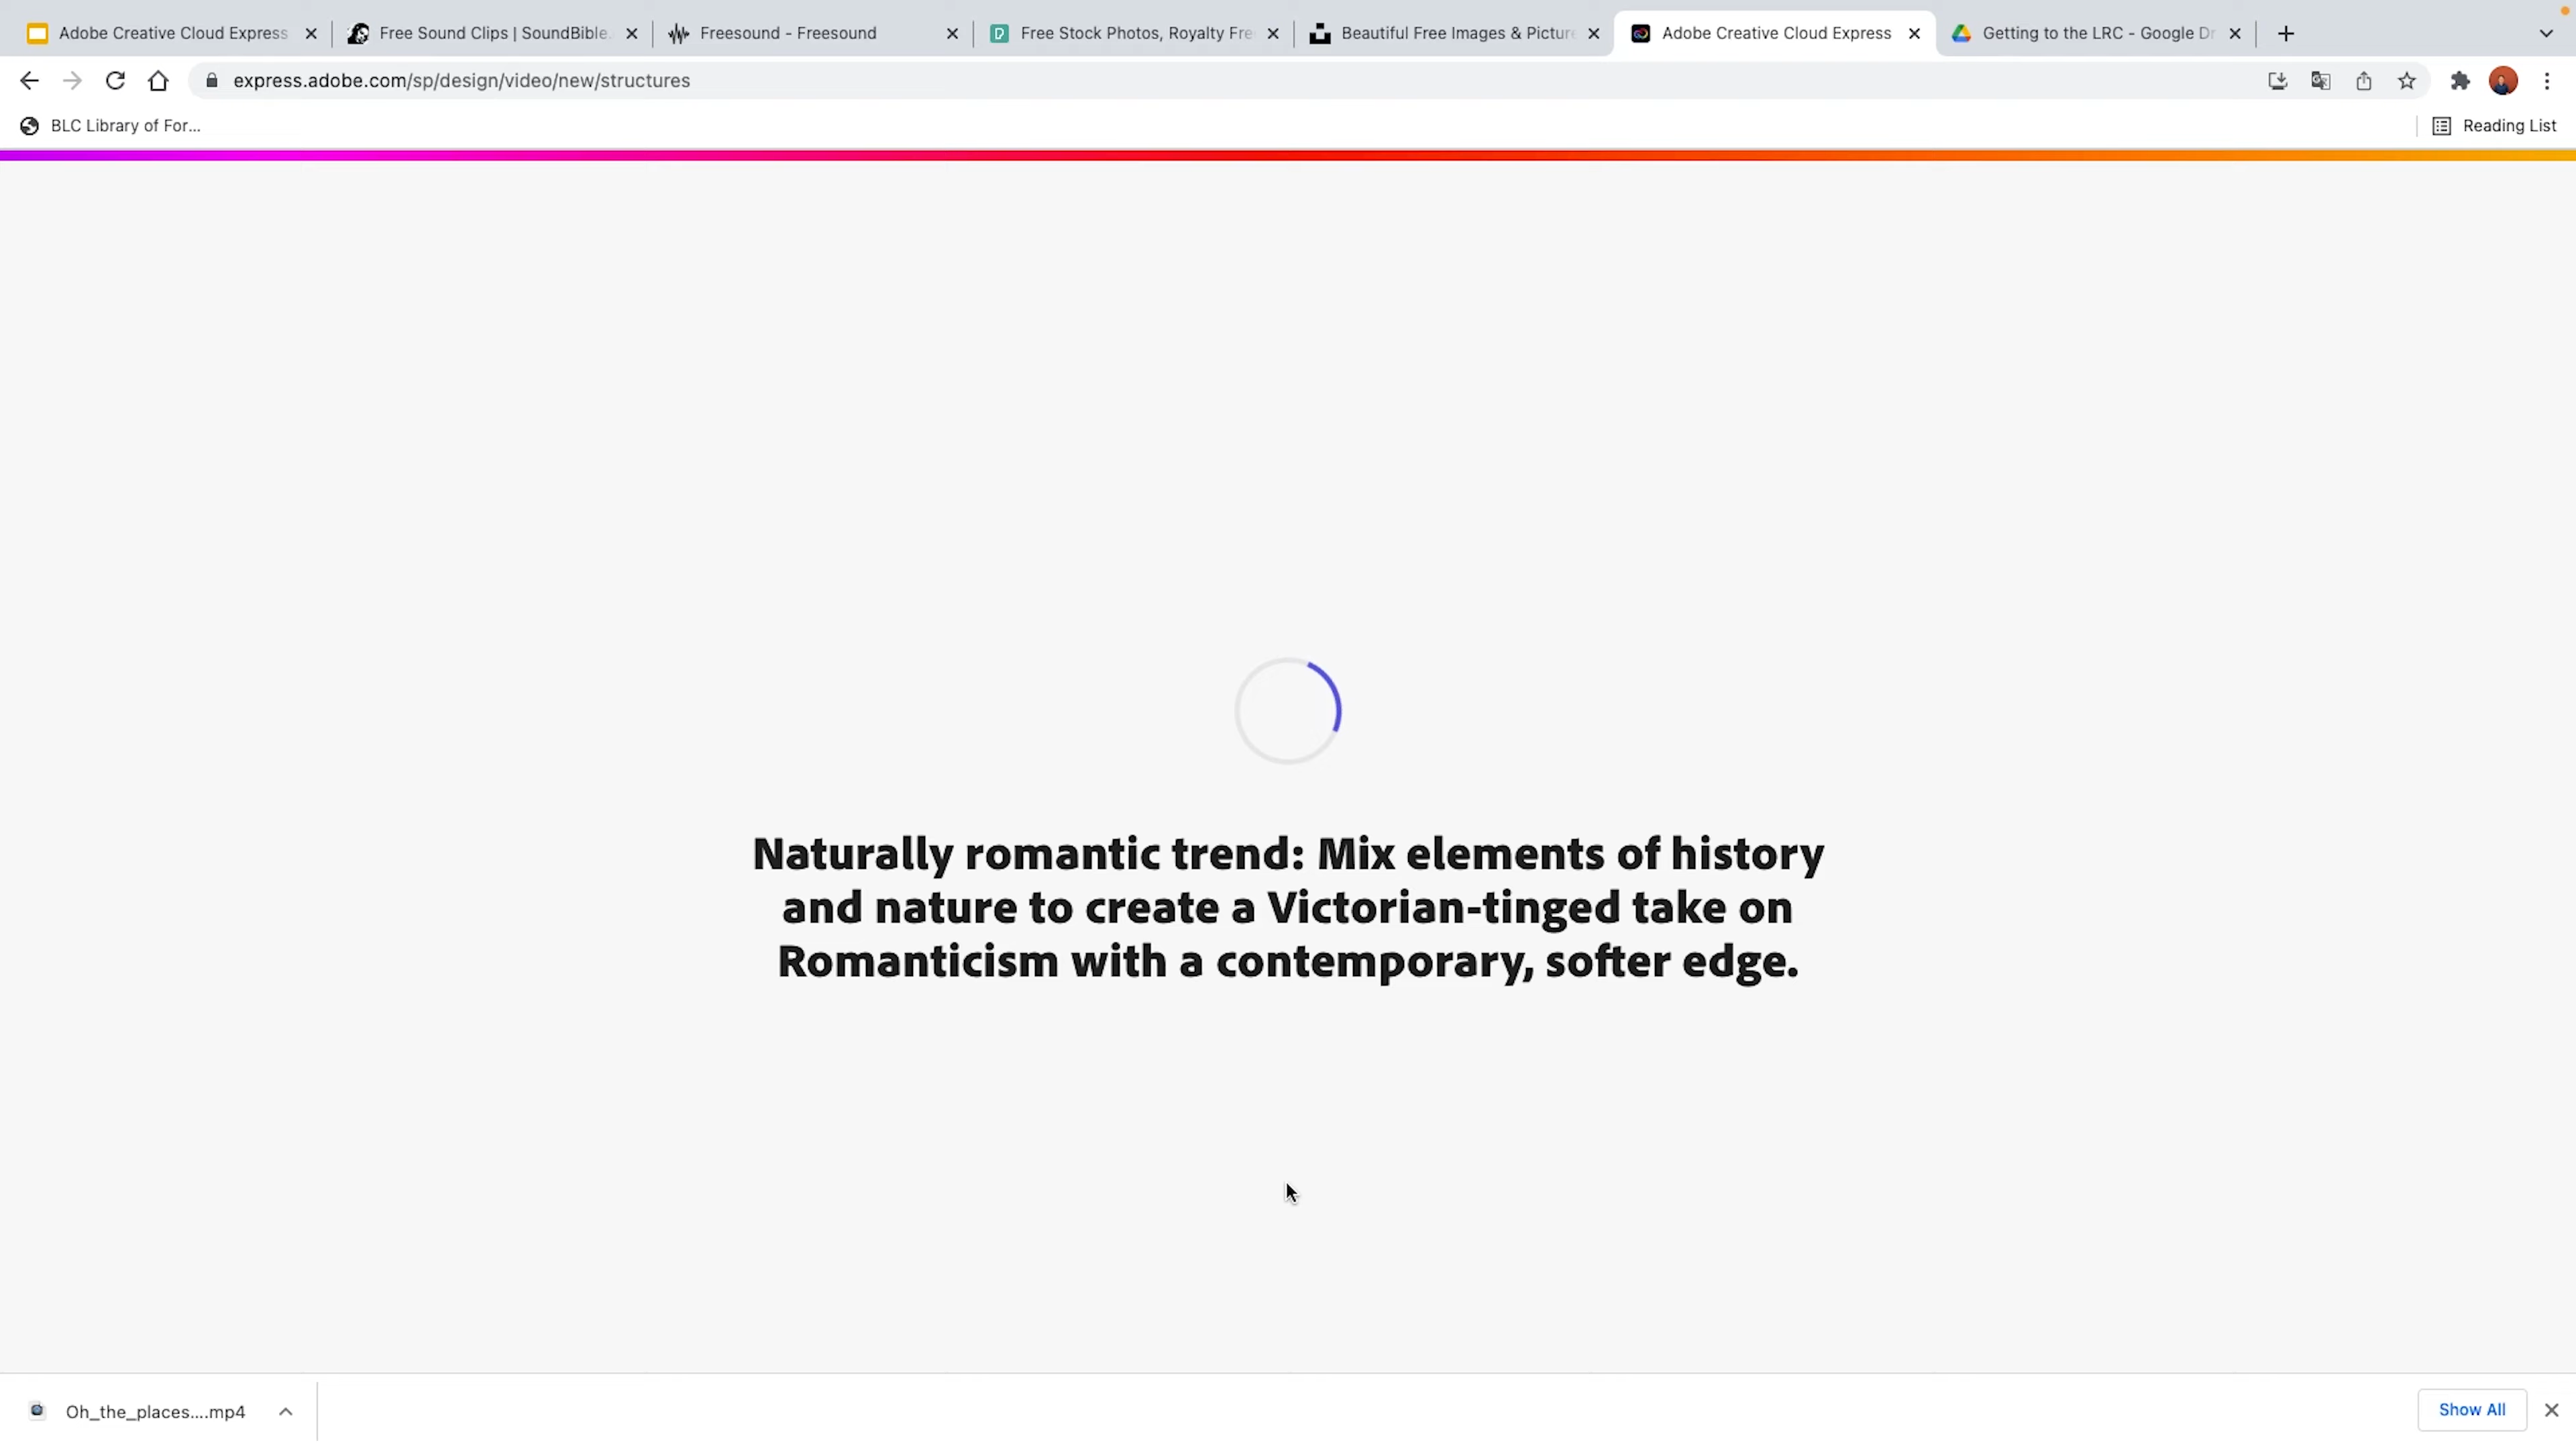 Adobe Creative Cloud Express
Free Sound Clips | SoundBible.
Freesound - Freesound
Free Stock Photos, Royalty Fre
Beautiful Free Images & Picture
Adobe Creative Cloud Express
Getting to the LRC - Google Dr
express.adobe.com/sp/design/video/new/structures
BLC Library of For...
Reading List
Naturally romantic trend: Mix elements of history
and nature to create a Victorian-tinged take on
Romanticism with a contemporary, softer edge.
Oh_the_places....mp4
Show All